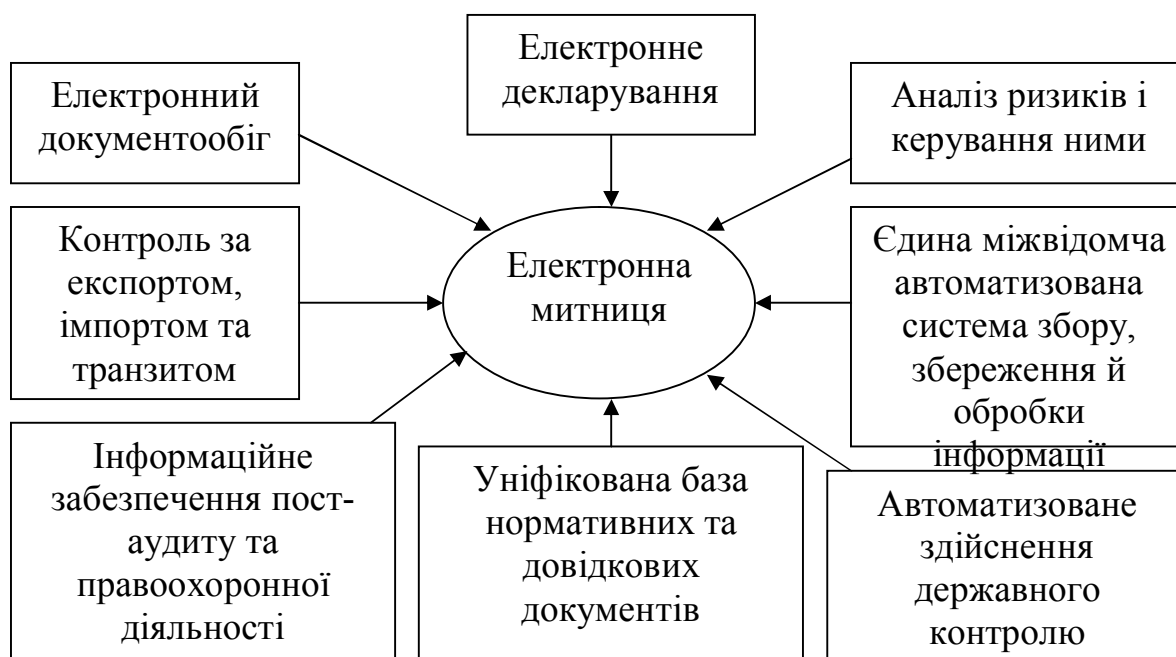 Електронне
декларування
Електронний
документообіг
Аналіз ризиків і
керування ними
Контроль за
експортом,
імпортом та
транзитом
Електронна
митниця
Єдина міжвідомча
автоматизована
система збору,
збереження й
обробки
інформації
Інформаційне
забезпечення пост-
аудиту та
правоохоронної
діяльності
Уніфікована база
нормативних та
довідкових
документів
Автоматизоване
здійснення
державного
контролю